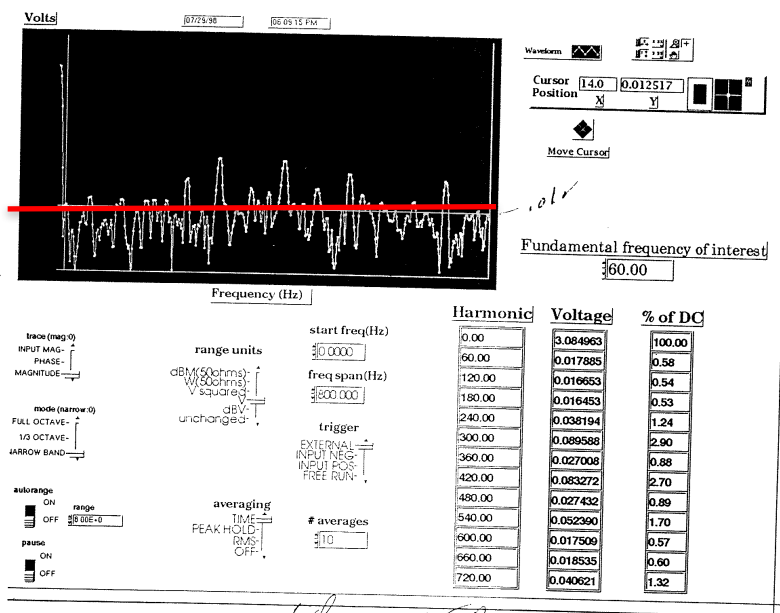 Volts
07/29/98
06:09:15 PM
Waveform
Cursor Position
14.0
0.012517
X
Y
Move Cursor
Fundamental frequency of interest
60.00
Frequency (Hz)
trace (mag:0)
INPUT MAG-
PHASE-
MAGNITUDE-
mode (narrow:0)
FULL OCTAVE-
1/3 OCTAVE-
NARROW BAND-
autorange
ON
OFF
range
pause
ON
OFF
range units
dBM(50ohms)-
W(50ohms)-
V squared-
V-
dBV-
unchanged-
averaging
TIME-
PEAK HOLD-
RMS-
OFF-
start freq(Hz)
0.0000
freq span(Hz)
800.000
trigger
EXTERNAL-
INPUT NEG-
INPUT POS-
FREE RUN-
# averages
10
Harmonic Voltage % of DC
0.00 3.084963 100.00
60.00 0.017885 0.58
120.00 0.016653 0.54
180.00 0.016453 0.53
240.00 0.038194 1.24
300.00 0.089588 2.90
360.00 0.027008 0.88
420.00 0.083272 2.70
480.00 0.027432 0.89
540.00 0.052390 1.70
600.00 0.017509 0.57
660.00 0.018535 0.60
720.00 0.040621 1.32